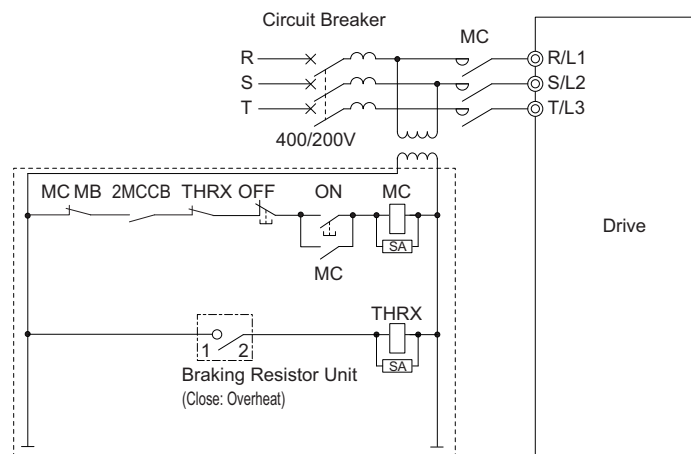 Circuit Breaker
MC
R
R/L1
S
S/L2
T
T/L3
400/200V
MC MB 2MCCB THRX OFF ON MC
SA
MC
Drive
THRX
1 2
SA
Braking Resistor Unit
(Close: Overheat)